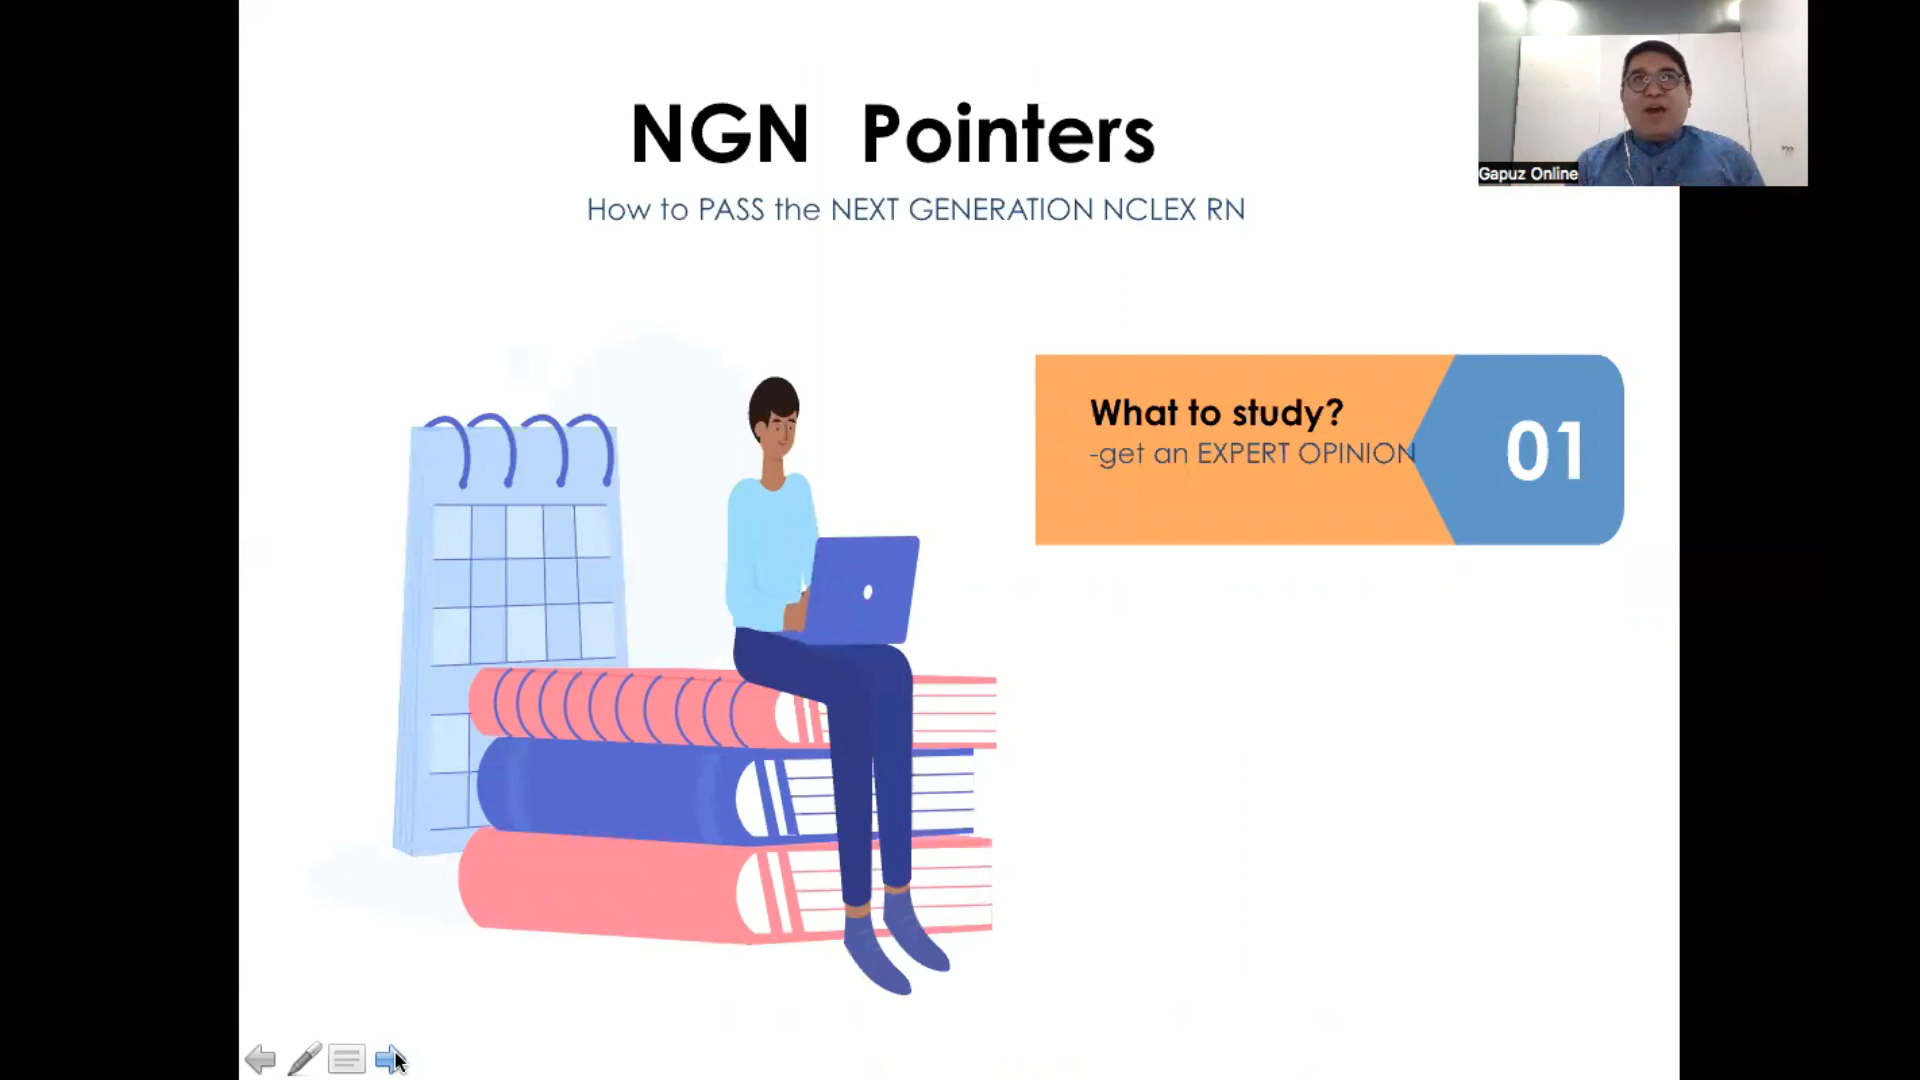 NGN Pointers
How to PASS the NEXT GENERATION NCLEX RN
Gapuz Online
What to study?
-get an EXPERT OPINION
01